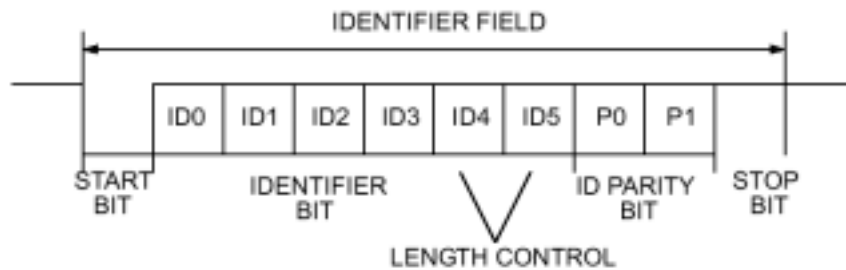 IDENTIFIER FIELD
ID0 ID1 ID2 ID3 ID4 ID5 P0 P1
START
BIT
IDENTIFIER
BIT
ID PARITY
BIT
STOP
BIT
LENGTH CONTROL